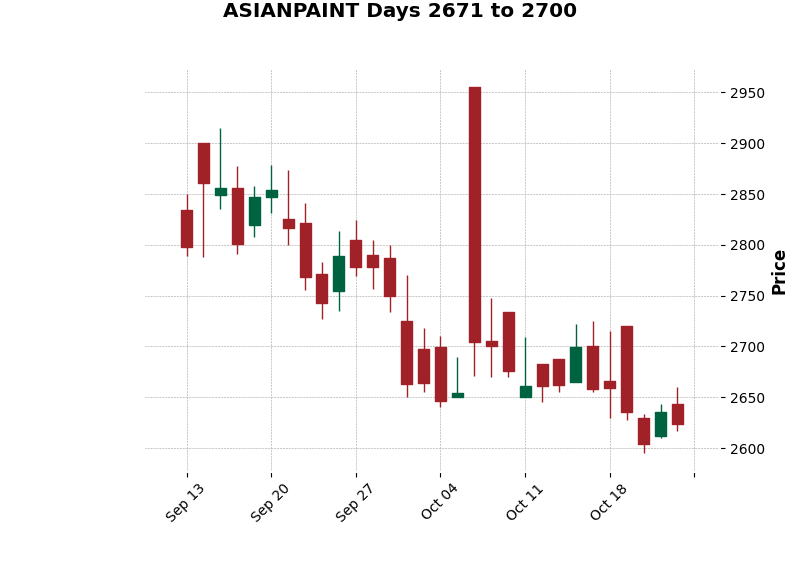 ASIANPAINT Days 2671 to 2700
2950
2900
2850
2800
2750
2700
2650
2600
Price
Sep 13
Sep 20
Sep 27
Oct 04
Oct 11
Oct 18